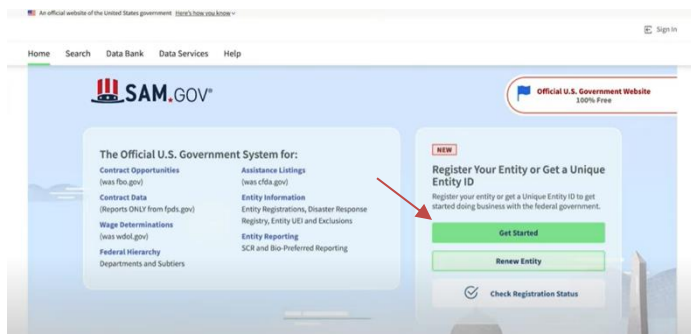 An official website of the United States government Here's how you know
Sign In
Home Search Data Bank Data Services Help
SAM.GOV®
Official U.S. Government Website
100% Free
The Official U.S. Government System for:
Contract Opportunities
(was fbo.gov)
Contract Data
(Reports ONLY from fpds.gov)
Wage Determinations
(was wdol.gov)
Federal Hierarchy
Departments and Subtiers
Assistance Listings
(was cfda.gov)
Entity Information
Entity Registrations, Disaster Response
Registry, Entity UEI and Exclusions
Entity Reporting
SCR and Bio-Preferred Reporting
NEW
Register Your Entity or Get a Unique
Entity ID
Register your entity or get a Unique Entity ID to get
started doing business with the federal government.
Get Started
Renew Entity
Check Registration Status